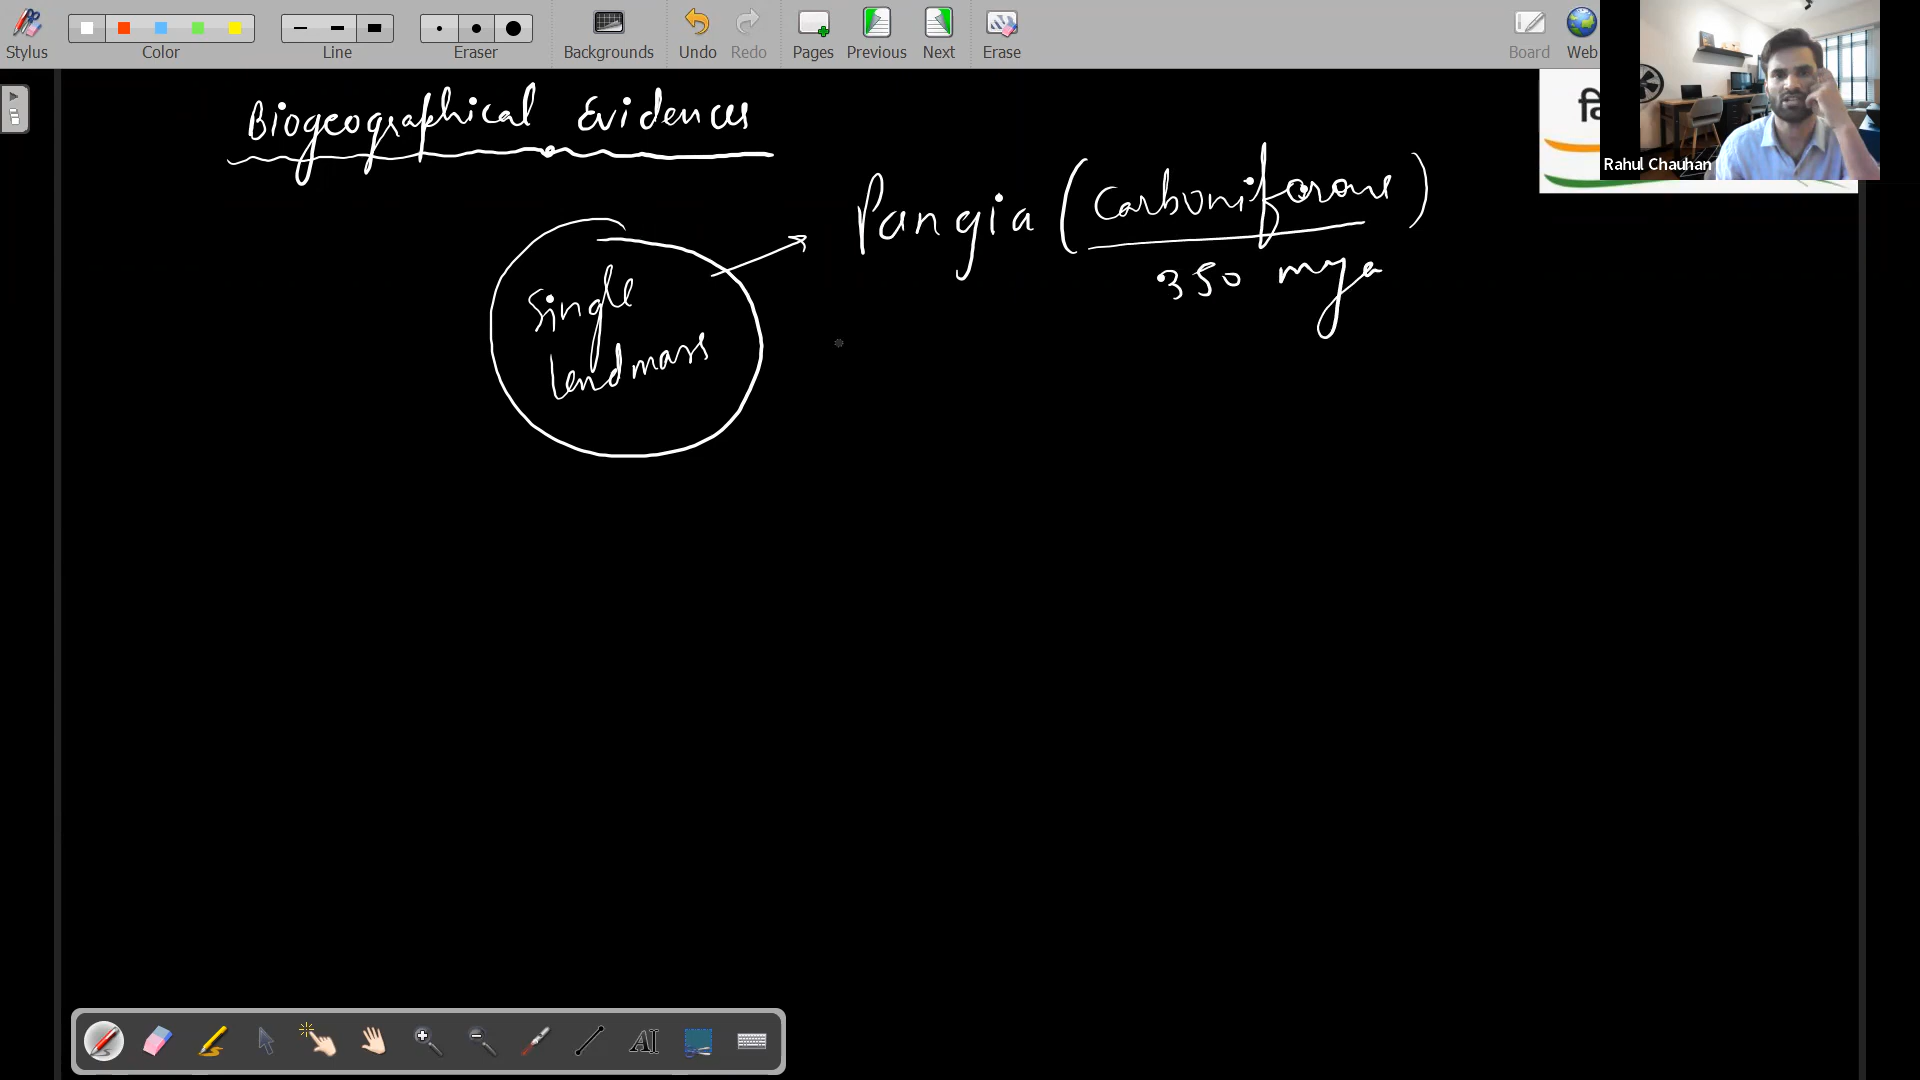 Stylus Color Line Eraser Backgrounds Undo Redo Pages Previous Next Erase Board Web
Rahul Chauhan
Biogeographical Evidences
Pangia (Carboniforous)
350 mya
Single
landmass
AI